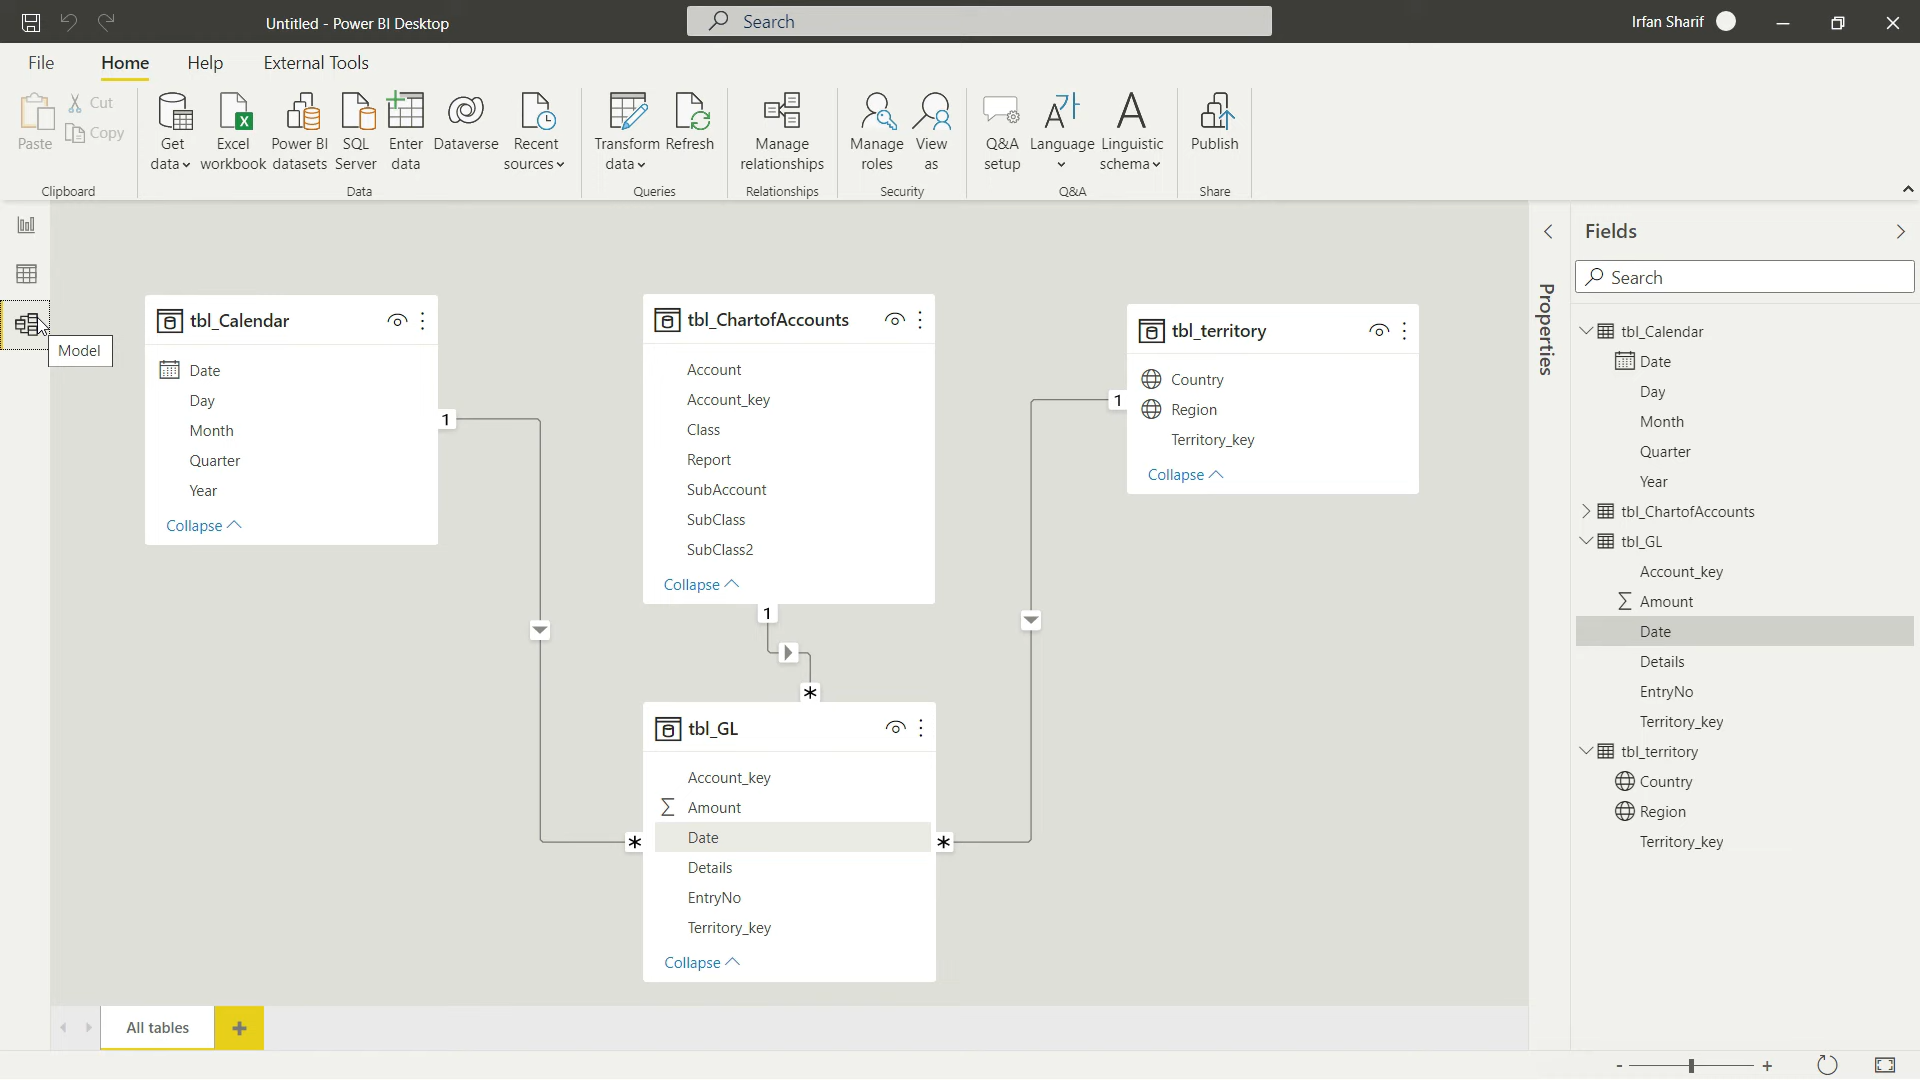 Untitled - Power BI Desktop
Search
Irfan Sharif
File
Home
Help
External Tools
Paste
Cut
Copy
Clipboard
Get data
Excel workbook
Power BI datasets
SQL Server
Enter data
Dataverse
Recent sources
Data
Transform data
Refresh
Queries
Manage relationships
Relationships
Manage roles
View as
Security
Q&A setup
Language
Linguistic schema
Q&A
Publish
Share
Model
tbl_Calendar
Date
Day
Month
Quarter
Year
Collapse
1
tbl_ChartofAccounts
Account
Account_key
Class
Report
SubAccount
SubClass
SubClass2
Collapse
1
*
tbl_territory
Country
Region
Territory_key
Collapse
1
tbl_GL
Account_key
Σ Amount
Date
Details
EntryNo
Territory_key
Collapse
*
*
All tables
+
Properties
Fields
Search
tbl_Calendar
Date
Day
Month
Quarter
Year
tbl_ChartofAccounts
tbl_GL
Account_key
Σ Amount
Date
Details
EntryNo
Territory_key
tbl_territory
Country
Region
Territory_key
- +